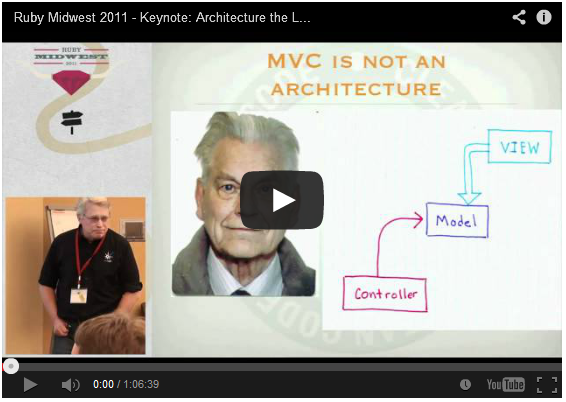 Ruby Midwest 2011 - Keynote: Architecture the L...
RUBY
MIDWEST
2011
MVC IS NOT AN
ARCHITECTURE
VIEW
Model
Controller
0:00 / 1:06:39
YouTube